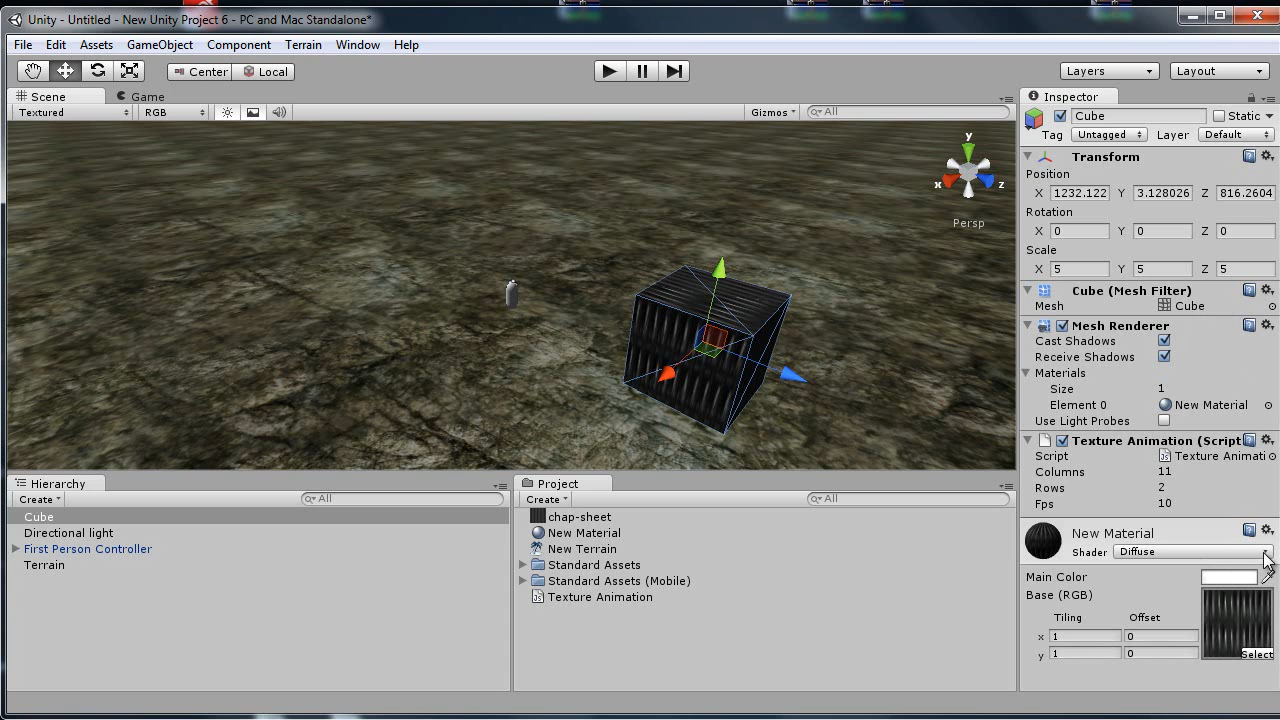 Unity - Untitled - New Unity Project 6 - PC and Mac Standalone*
File Edit Assets GameObject Component Terrain Window Help
Center Local Layers Layout
Scene Game
Textured RGB Gizmos All
y
x z
Persp
Inspector
Cube Static
Tag Untagged Layer Default
Transform
Position
X 1232.122 Y 3.128026 Z 816.2604
Rotation
X 0 Y 0 Z 0
Scale
X 5 Y 5 Z 5
Cube (Mesh Filter)
Mesh Cube
Mesh Renderer
Cast Shadows
Receive Shadows
Materials
Size 1
Element 0 New Material
Use Light Probes
Texture Animation (Script
Script Texture Animati
Columns 11
Rows 2
Fps 10
New Material
Shader Diffuse
Main Color
Base (RGB)
Tiling Offset
x 1 0
y 1 0
Select
Hierarchy
Create All
Cube
Directional light
First Person Controller
Terrain
Project
Create All
chap-sheet
New Material
New Terrain
Standard Assets
Standard Assets (Mobile)
Texture Animation